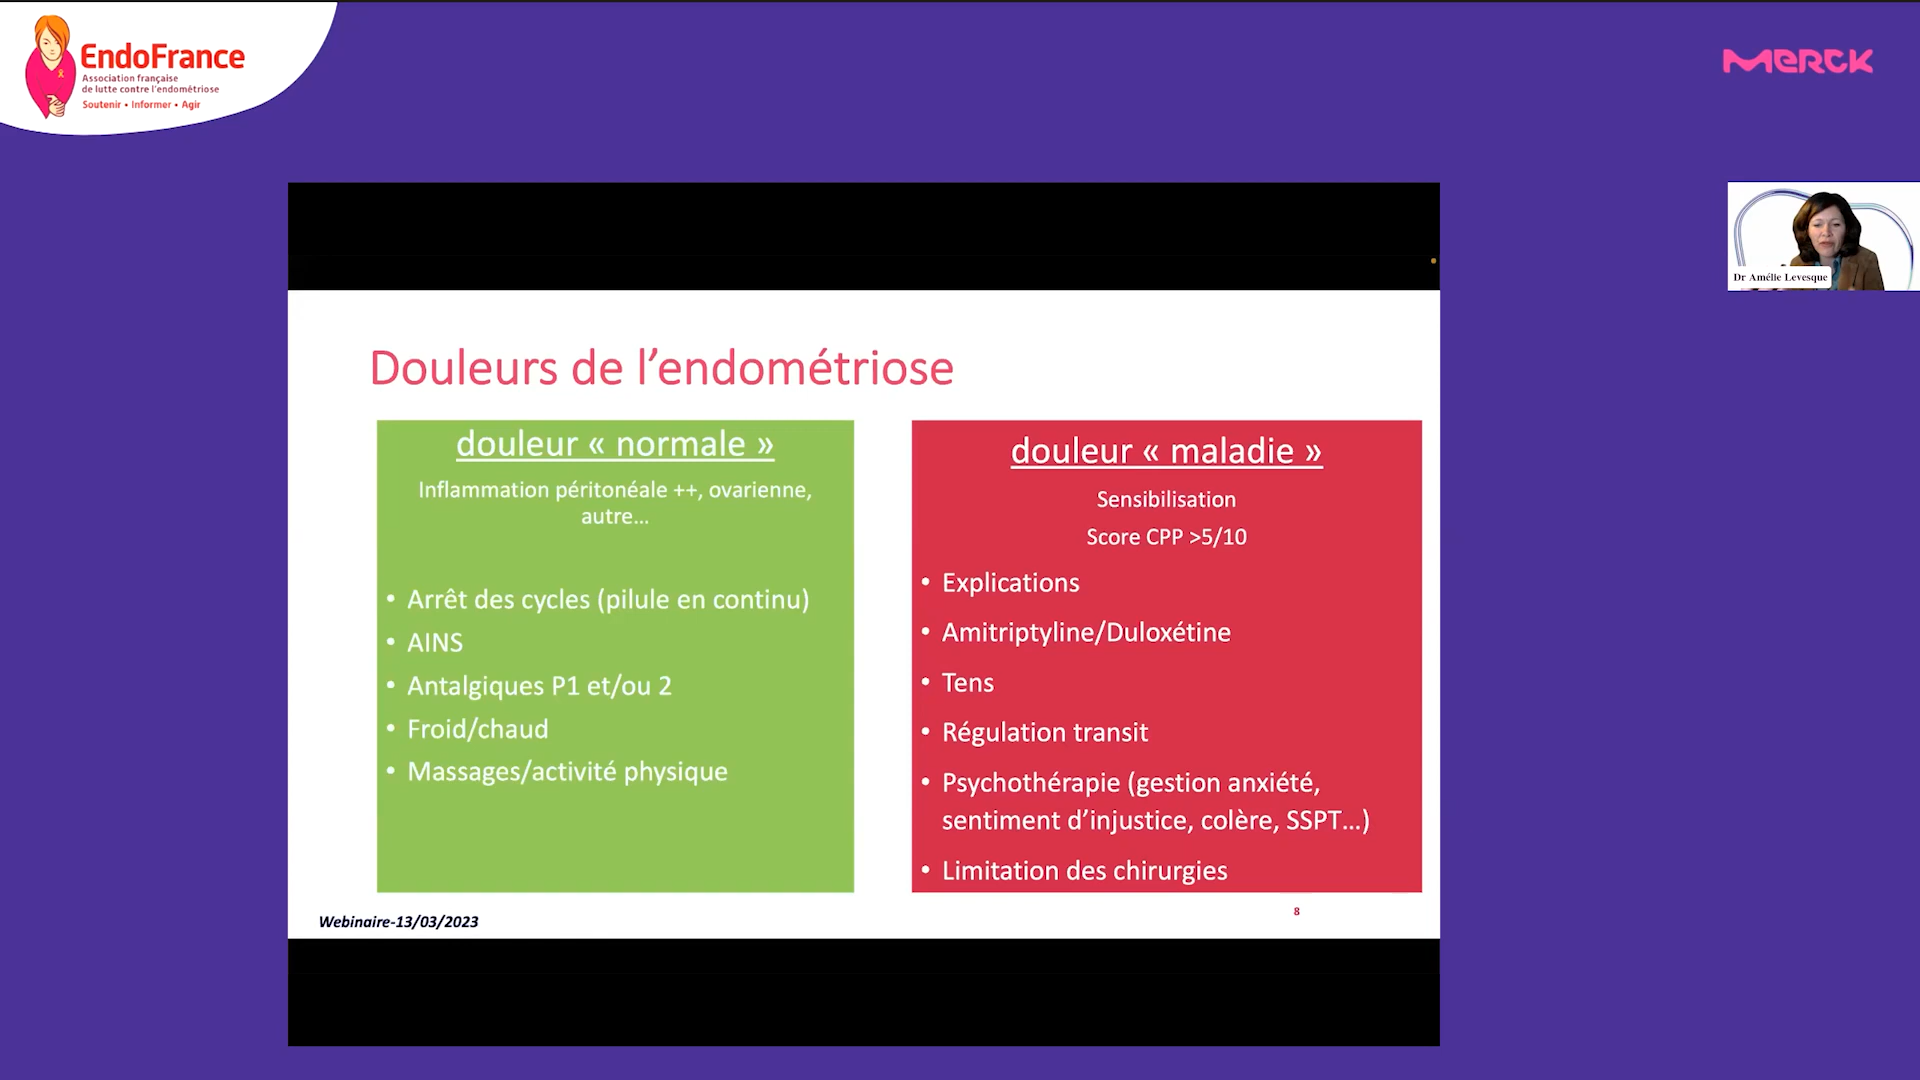 EndoFrance
Association française
de lutte contre l'endométriose
Soutenir • Informer • Agir
MERCK
Dr Amélie Levesque
Douleurs de l'endométriose
douleur « normale »
Inflammation péritonéale ++, ovarienne,
autre...
• Arrêt des cycles (pilule en continu)
• AINS
• Antalgiques P1 et/ou 2
• Froid/chaud
• Massages/activité physique
douleur « maladie »
Sensibilisation
Score CPP >5/10
• Explications
• Amitriptyline/Duloxétine
• Tens
• Régulation transit
• Psychothérapie (gestion anxiété,
sentiment d'injustice, colère, SSPT...)
• Limitation des chirurgies
Webinaire-13/03/2023
8